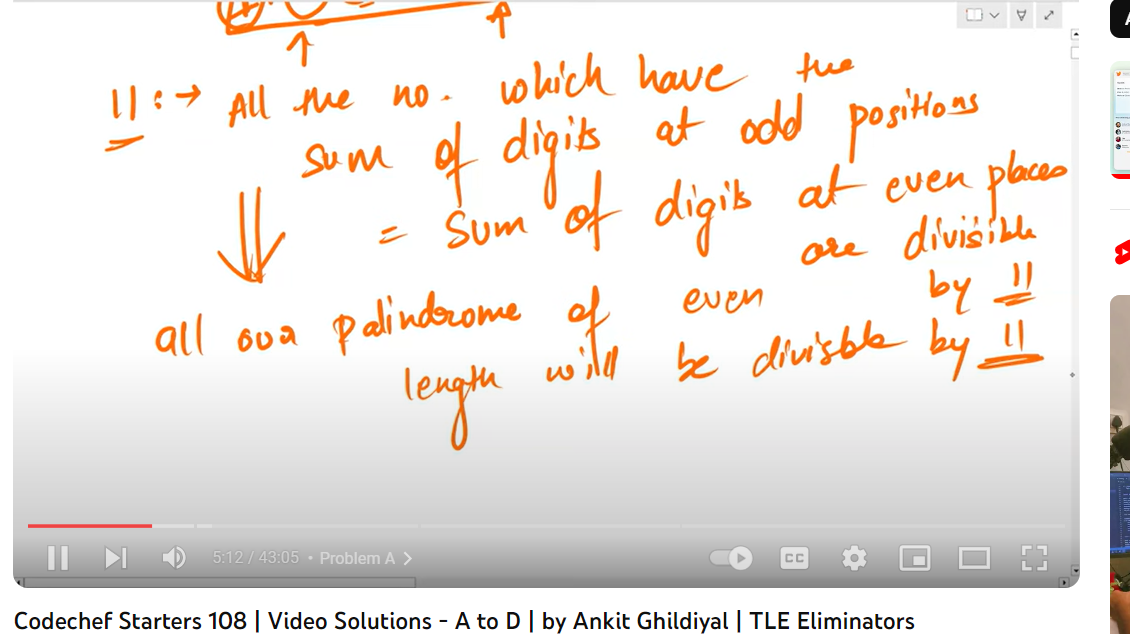 11 : → All the no. which have the
sum of digits at odd positions
= Sum of digits at even places
are divisible
by 11
all our palindrome of even
length will be divisble by 11
5:12 / 43:05 • Problem A >
CC
Codechef Starters 108 | Video Solutions - A to D | by Ankit Ghildiyal | TLE Eliminators